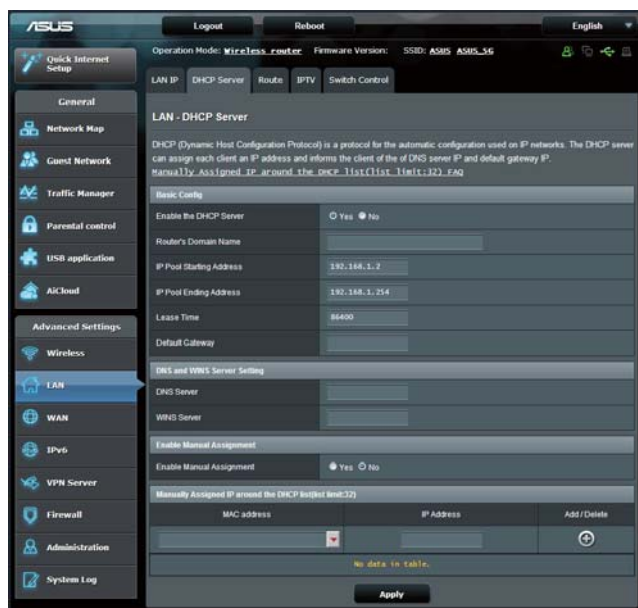 ASUS
Logout
Reboot
English
Quick Internet Setup
Operation Mode: Wireless router Firmware Version: SSID: ASUS ASUS_5G
LAN IP
DHCP Server
Route
IPTV
Switch Control
General
Network Map
Guest Network
Traffic Manager
Parental control
USB application
AiCloud
Advanced Settings
Wireless
LAN
WAN
IPv6
VPN Server
Firewall
Administration
System Log
LAN - DHCP Server
DHCP (Dynamic Host Configuration Protocol) is a protocol for the automatic configuration used on IP networks. The DHCP server
can assign each client an IP address and informs the client of the of DNS server IP and default gateway IP.
Manually Assigned IP around the DHCP list(list limit:32) FAQ
Basic Config
Enable the DHCP Server Yes No
Router's Domain Name
IP Pool Starting Address 192.168.1.2
IP Pool Ending Address 192.168.1.254
Lease Time 86400
Default Gateway
DNS and WINS Server Setting
DNS Server
WINS Server
Enable Manual Assignment
Enable Manual Assignment Yes No
Manually Assigned IP around the DHCP list(list limit:32)
MAC address IP Address Add / Delete
No data in table.
Apply